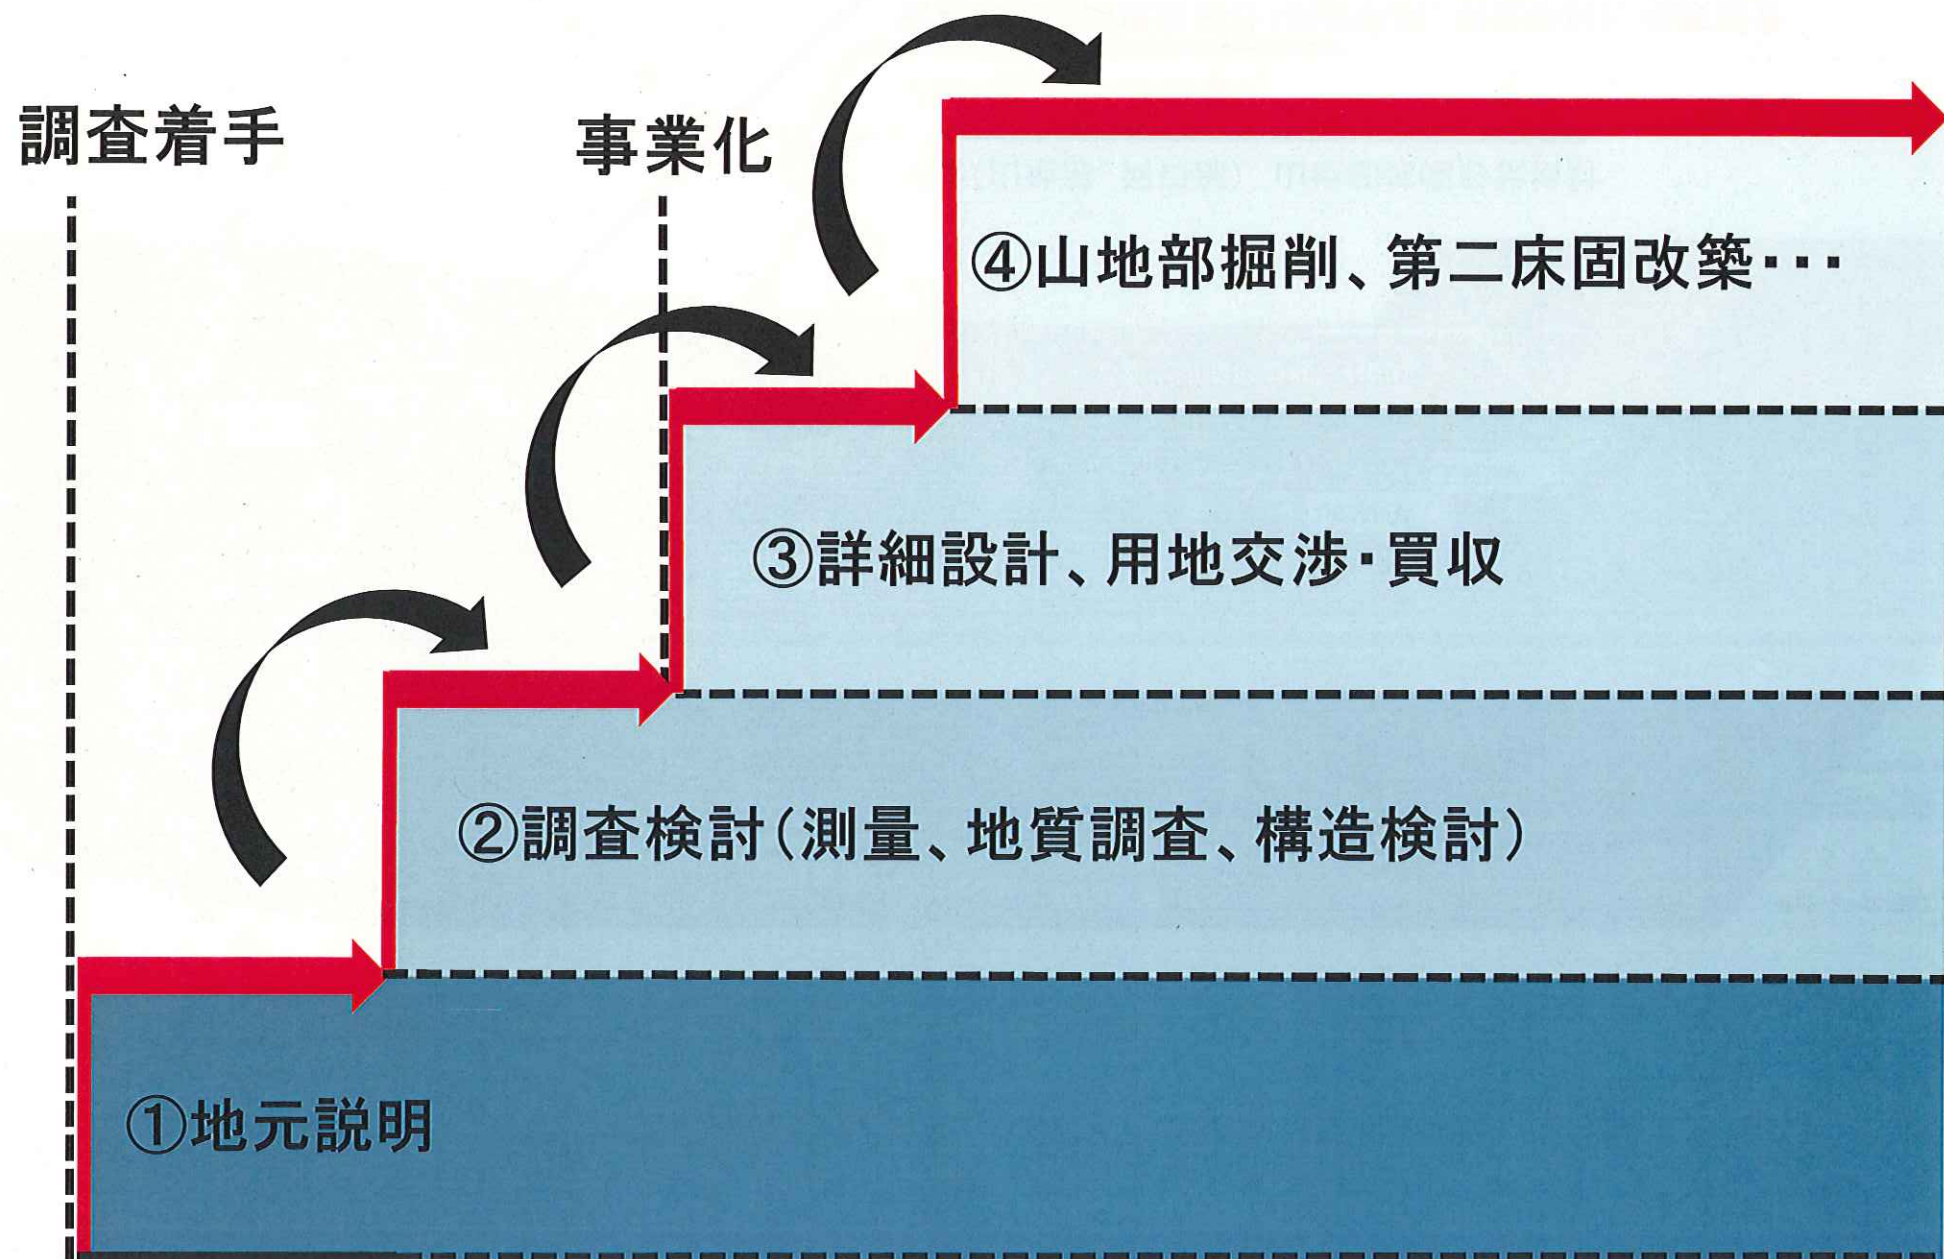 調査着手
事業化
④山地部掘削、第二床固改築･･･
③詳細設計、用地交渉･買収
②調査検討(測量、地質調査、構造検討)
①地元説明